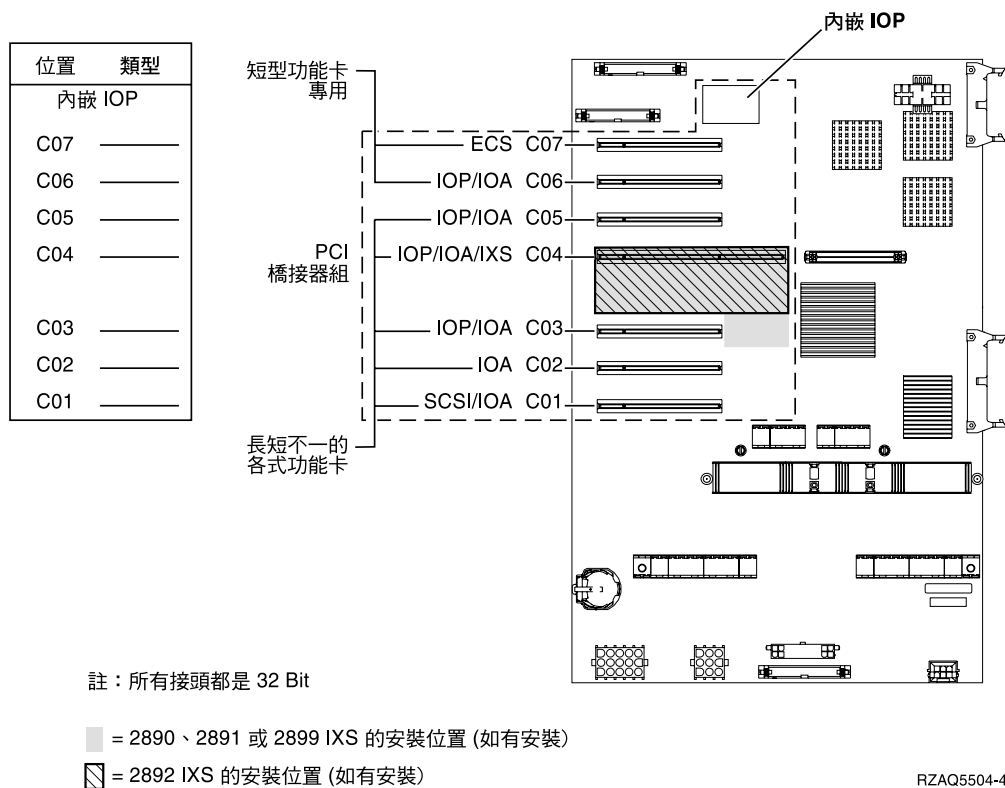 內嵌 IOP
位置 類型
內嵌 IOP
C07
C06
C05
C04
C03
C02
C01
短型功能卡
專用
ECS C07
IOP/IOA C06
IOP/IOA C05
PCI
橋接器組
IOP/IOA/IXS C04
IOP/IOA C03
IOA C02
SCSI/IOA C01
長短不一的
各式功能卡
註：所有接頭都是 32 Bit
= 2890、2891 或 2899 IXS 的安裝位置 (如有安裝)
= 2892 IXS 的安裝位置 (如有安裝)
RZAQ5504-4